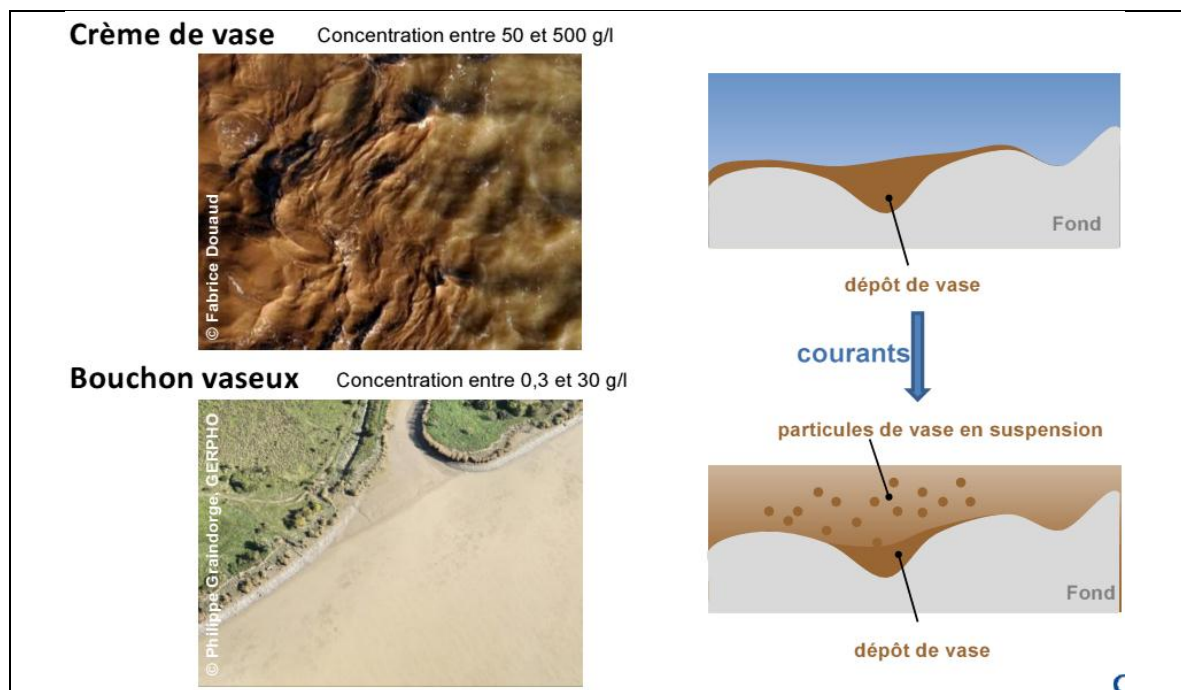 Crème de vase
Concentration entre 50 et 500 g/l
© Fabrice Douaud
Fond
dépôt de vase
courants
Bouchon vaseux
Concentration entre 0,3 et 30 g/l
© Philippe Graindorge, GERPHO
particules de vase en suspension
Fond
dépôt de vase